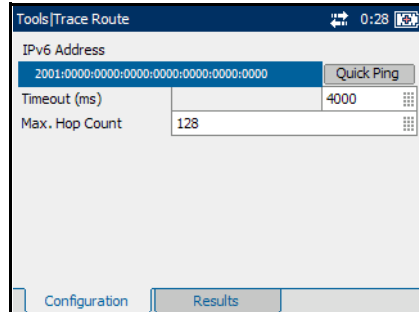 Tools|Trace Route 0:28
IPv6 Address
2001:0000:0000:0000:0000:0000:0000:0000 Quick Ping
Timeout (ms) 4000
Max. Hop Count 128
Configuration Results